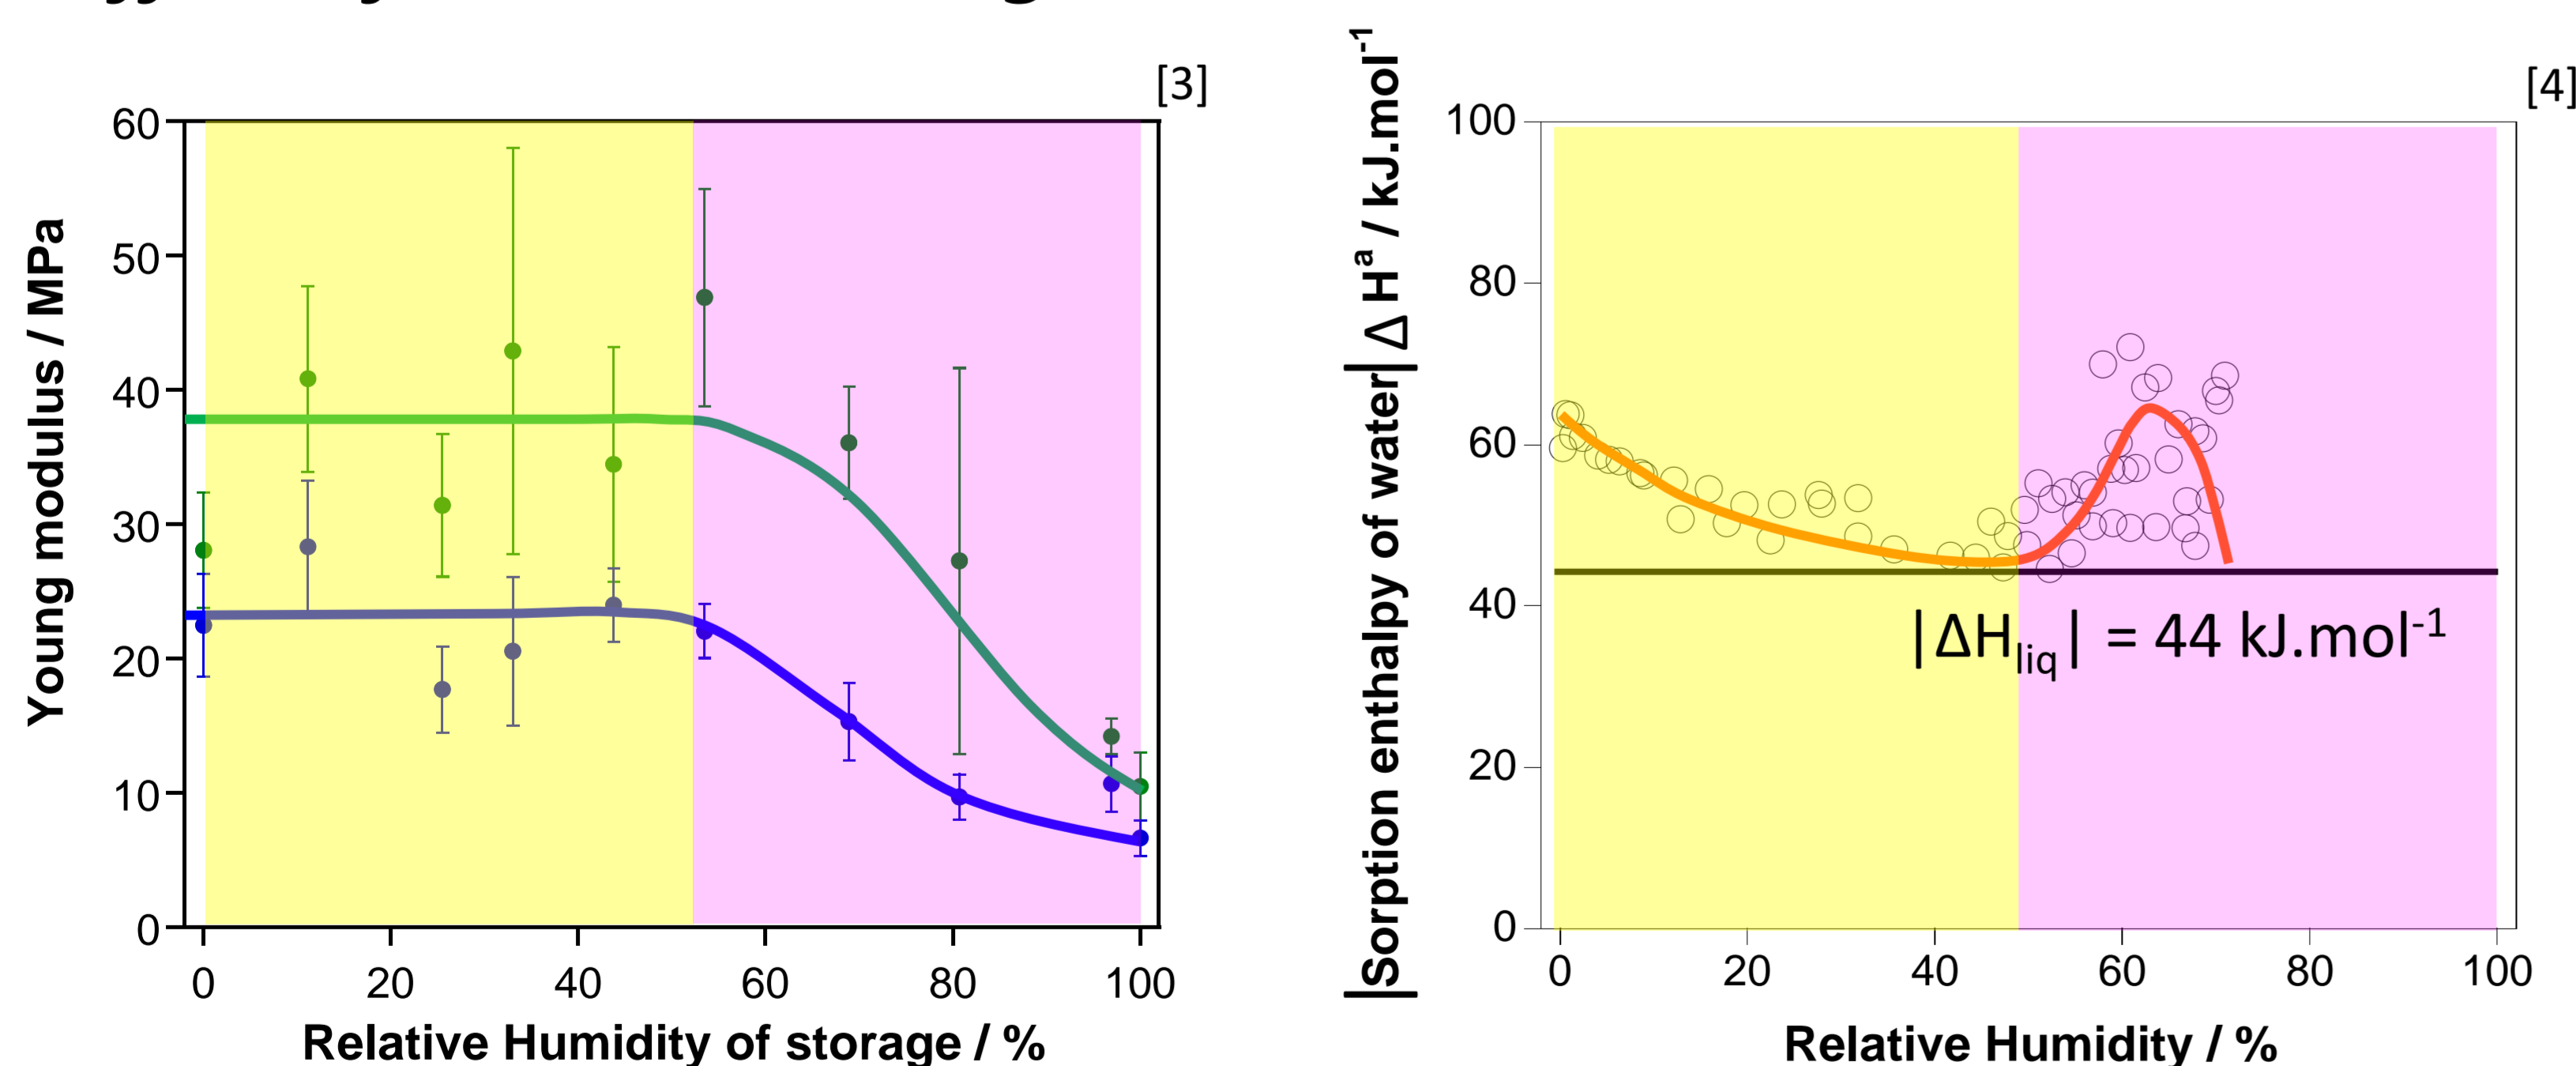 [3]
60
50
40
30
20
10
0
Young modulus / MPa
0 20 40 60 80 100
Relative Humidity of storage / %
[4]
100
80
60
40
20
0
|Sorption enthalpy of water| Δ Hᵃ / kJ.mol⁻¹
|ΔHliq| = 44 kJ.mol⁻¹
0 20 40 60 80 100
Relative Humidity / %